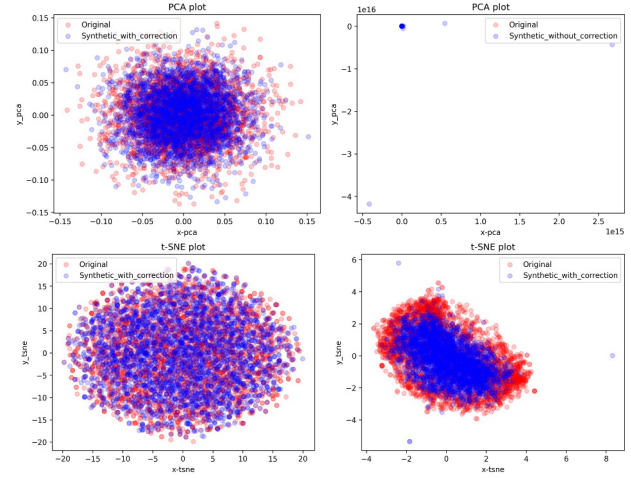 PCA plot
Original
Synthetic_with_correction
0.15
0.10
0.05
0.00
−0.05
−0.10
−0.15
y_pca
−0.15
−0.10
−0.05
0.00
0.05
0.10
0.15
x-pca
PCA plot
1e16
Original
Synthetic_without_correction
0
−1
−2
−3
−4
y_pca
0.0
0.5
1.0
1.5
2.0
2.5
1e15
x-pca
t-SNE plot
Original
Synthetic_with_correction
20
15
10
5
0
−5
−10
−15
−20
y_tsne
−20
−15
−10
−5
0
5
10
15
20
x-tsne
t-SNE plot
Original
Synthetic_with_correction
6
4
2
0
−2
−4
y_tsne
−4
−2
0
2
4
6
8
x-tsne